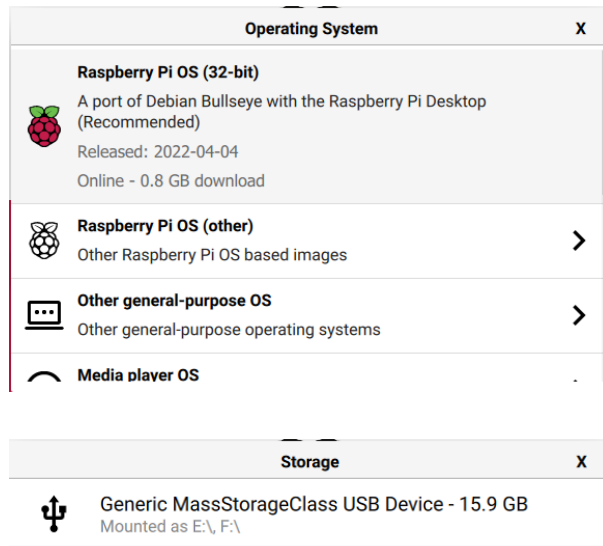 Operating System X
Raspberry Pi OS (32-bit)
A port of Debian Bullseye with the Raspberry Pi Desktop
(Recommended)
Released: 2022-04-04
Online - 0.8 GB download
Raspberry Pi OS (other)
Other Raspberry Pi OS based images
Other general-purpose OS
Other general-purpose operating systems
Media player OS
Storage X
Generic MassStorageClass USB Device - 15.9 GB
Mounted as E:\, F:\